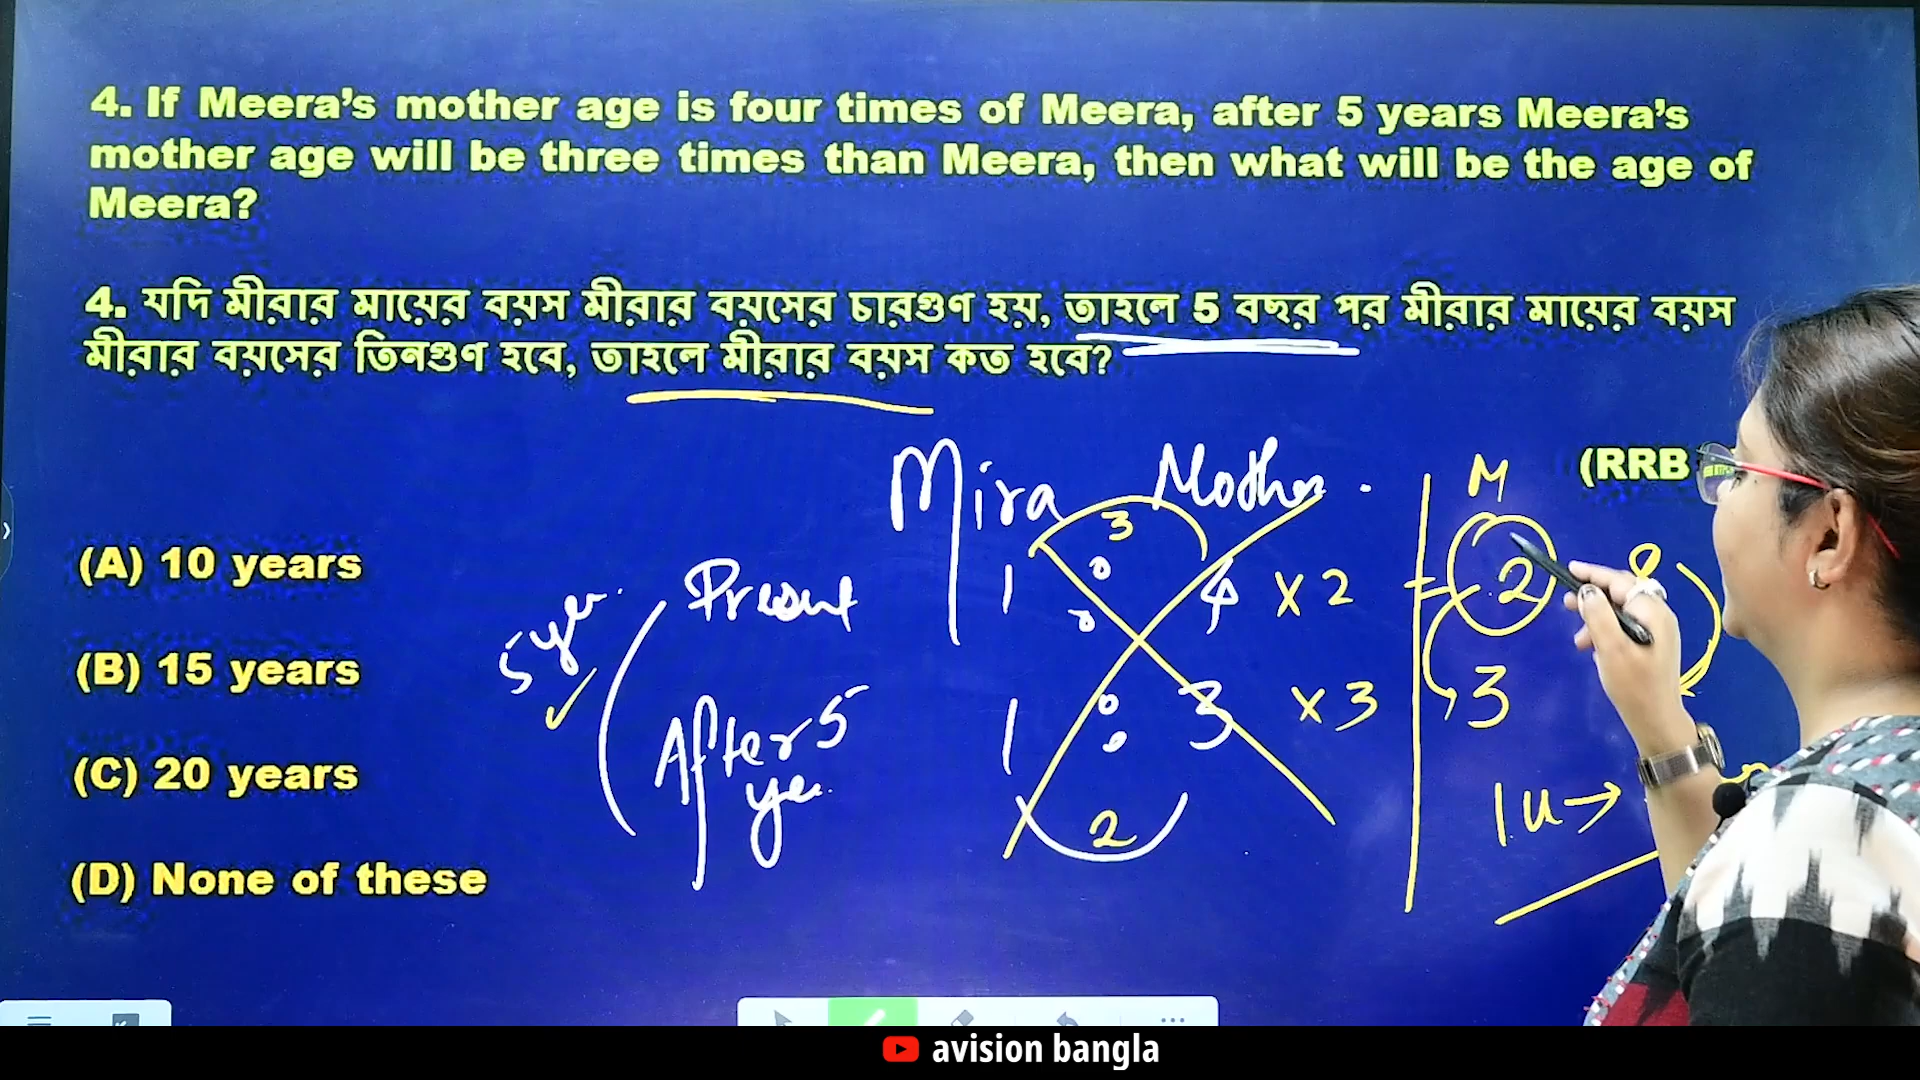 4. If Meera's mother age is four times of Meera, after 5 years Meera's
mother age will be three times than Meera, then what will be the age of
Meera?
4. যদি মীরার মায়ের বয়স মীরার বয়সের চারগুণ হয়, তাহলে 5 বছর পর মীরার মায়ের বয়স
মীরার বয়সের তিনগুণ হবে, তাহলে মীরার বয়স কত হবে?
(RRB
(A) 10 years
(B) 15 years
(C) 20 years
(D) None of these
Mira Mother
M
3
Present 1 : 4 × 2 = 2 8
5 yer
After 5 ye. 1 : 3 × 3 3
2
1 u →
avision bangla